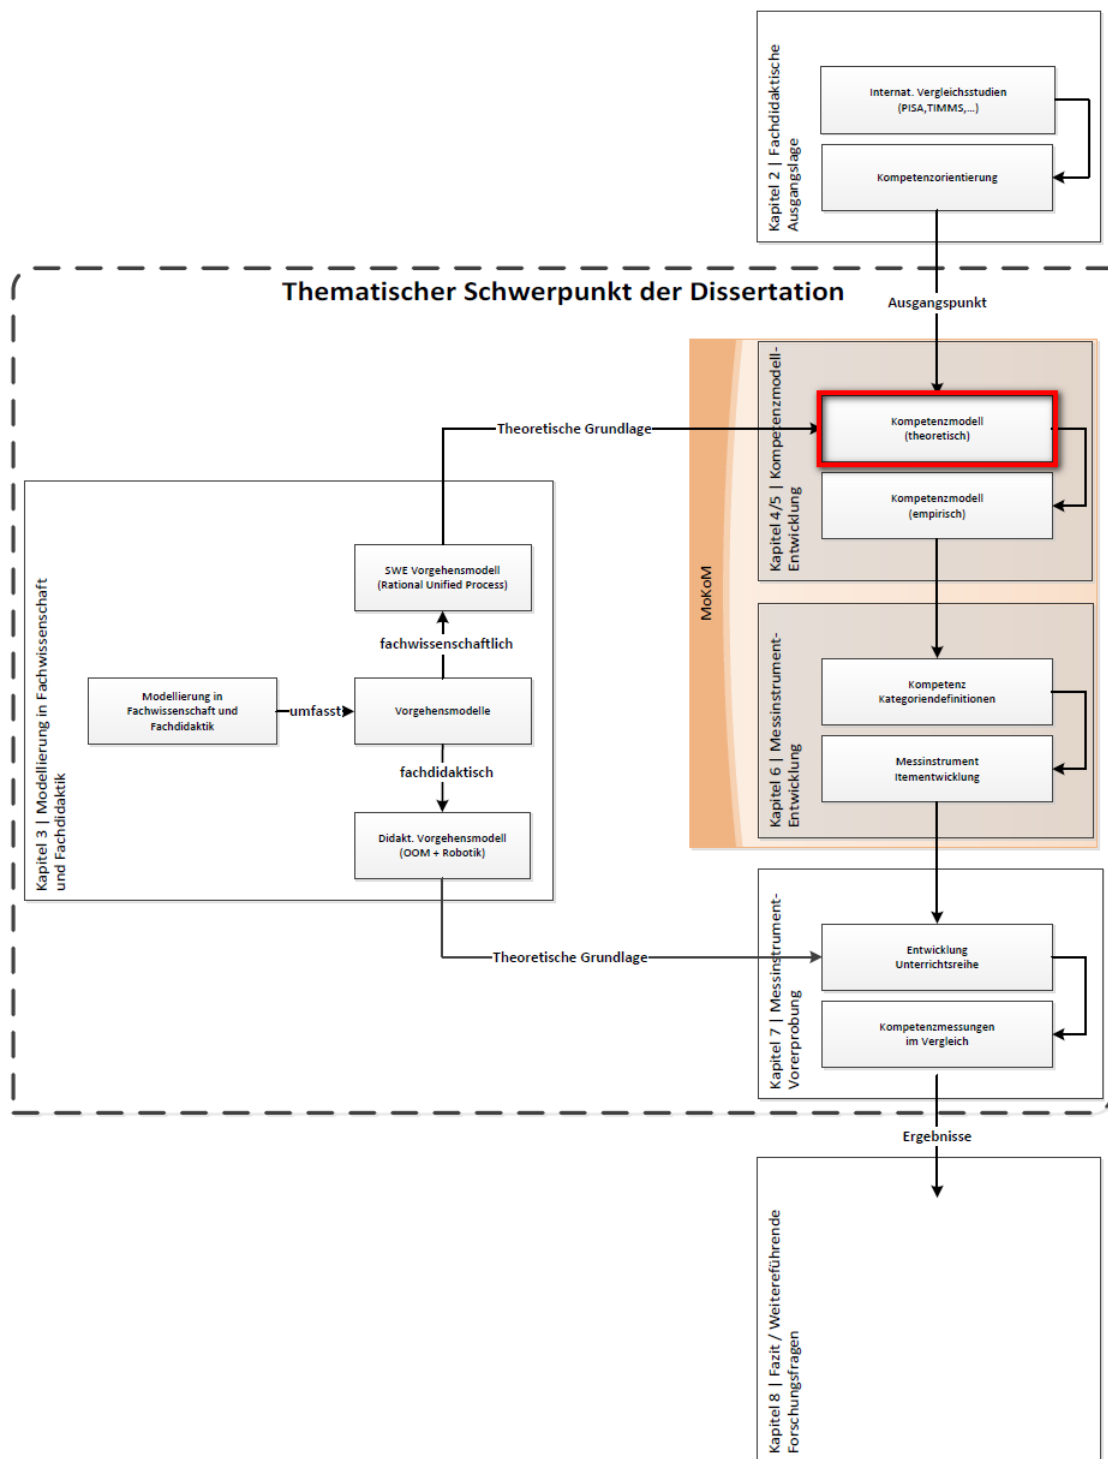 Kapitel 2 | Fachdidaktische
Ausgangslage
Internat. Vergleichsstudien
(PISA,TIMMS,...)
Kompetenzorientierung
Thematischer Schwerpunkt der Dissertation
Ausgangspunkt
MoKoM
Kapitel 4/5 | Kompetenzmodell-
Entwicklung
Kompetenzmodell
(theoretisch)
Kompetenzmodell
(empirisch)
Theoretische Grundlage
Kapitel 3 | Modellierung in Fachwissenschaft
und Fachdidaktik
SWE Vorgehensmodell
(Rational Unified Process)
fachwissenschaftlich
Modellierung in
Fachwissenschaft und
Fachdidaktik
umfasst
Vorgehensmodelle
fachdidaktisch
Didakt. Vorgehensmodell
(OOM + Robotik)
Kapitel 6 | Messinstrument-
Entwicklung
Kompetenz
Kategoriendefinitionen
Messinstrument
Itementwicklung
Theoretische Grundlage
Kapitel 7 | Messinstrument-
Vorerprobung
Entwicklung
Unterrichtsreihe
Kompetenzmessungen
im Vergleich
Ergebnisse
Kapitel 8 | Fazit / Weitereführende
Forschungsfragen